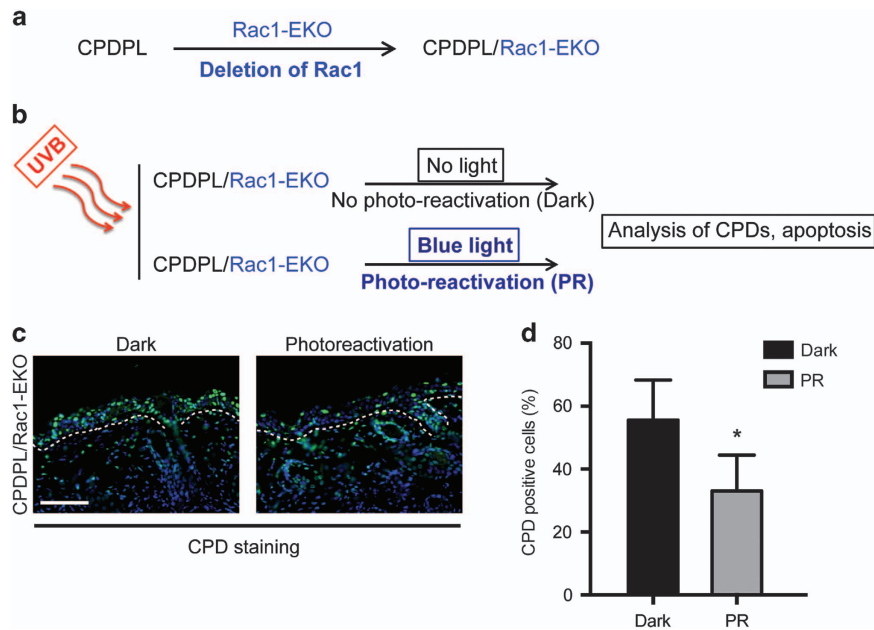 a
Rac1-EKO
CPDPL
CPDPL/Rac1-EKO
Deletion of Rac1
b
UVB
No light
CPDPL/Rac1-EKO
No photo-reactivation (Dark)
Analysis of CPDs, apoptosis
Blue light
CPDPL/Rac1-EKO
Photo-reactivation (PR)
c
Dark
Photoreactivation
CPDPL/Rac1-EKO
CPD staining
d
80
60
40
20
0
CPD positive cells (%)
Dark
PR
*
Dark
PR